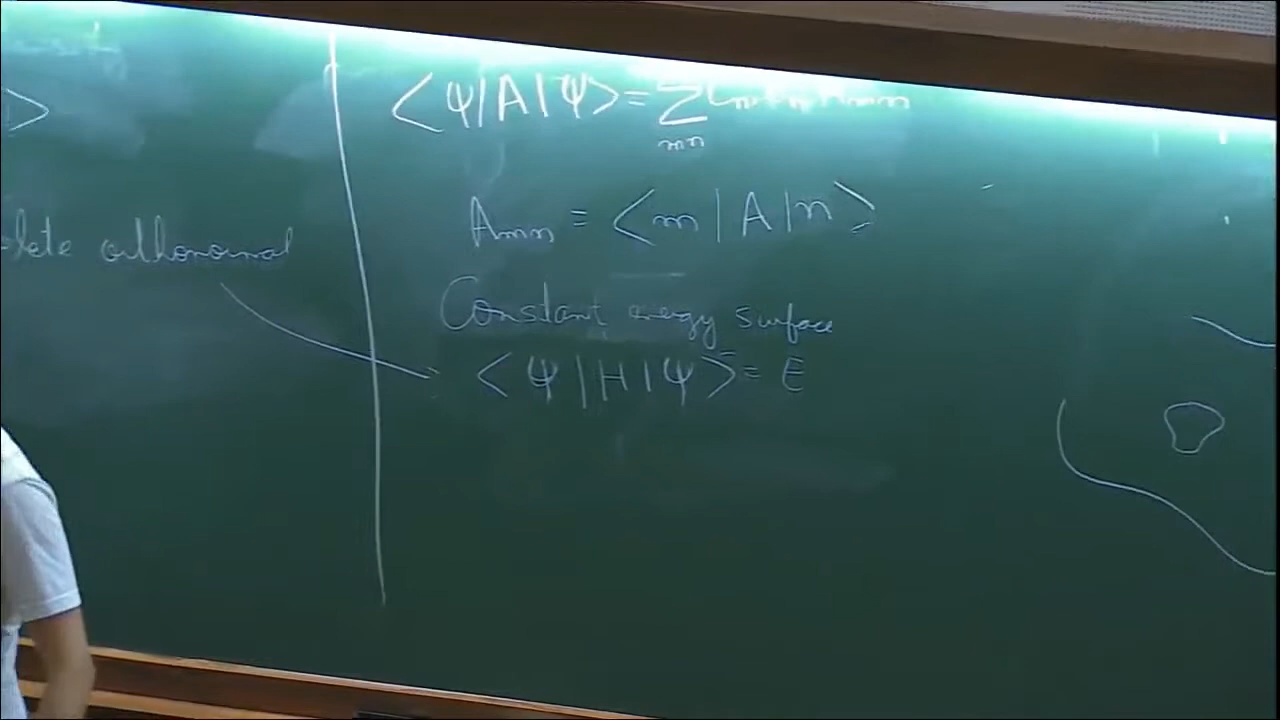 ⟩
-lete orthonormal
⟨Ψ|A|Ψ⟩ = Σ
mn
Amn = ⟨m|A|n⟩
Constant energy surface
⟨Ψ|H|Ψ⟩ = E